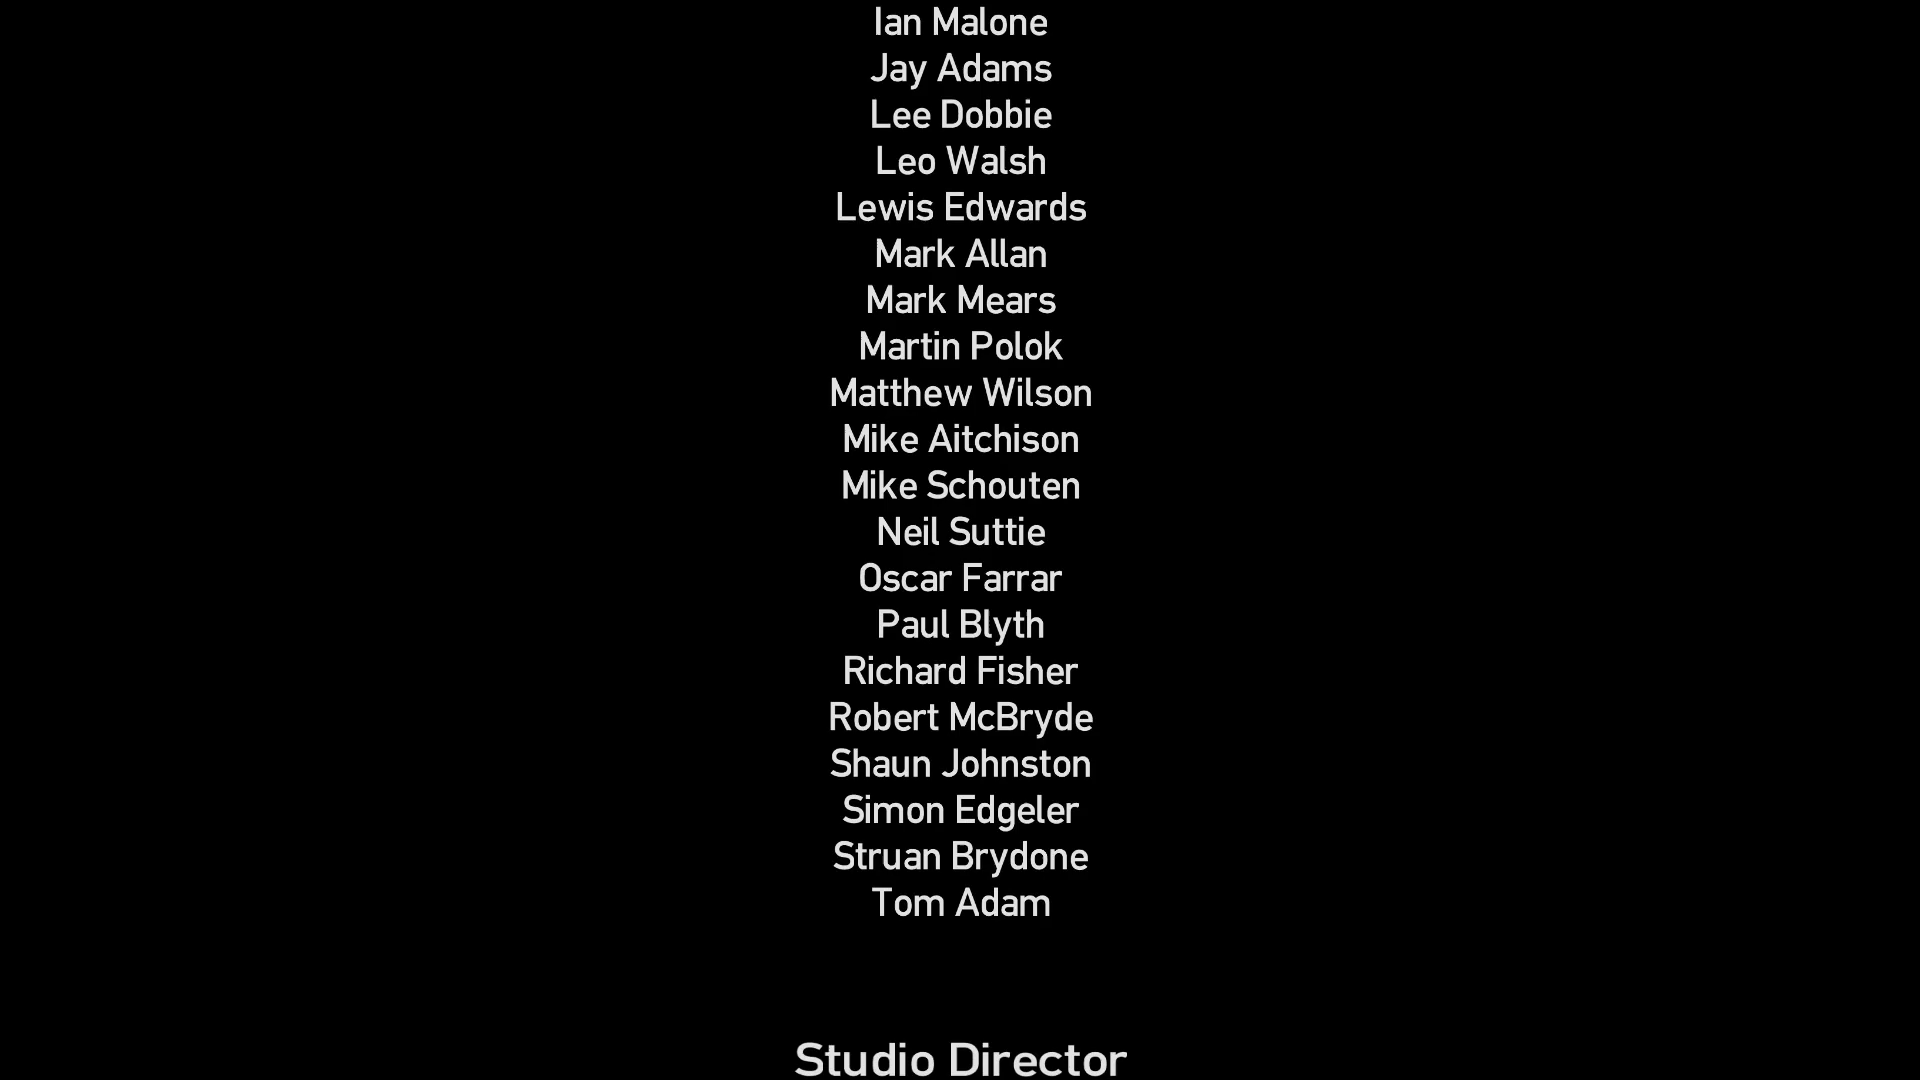 Ian Malone
Jay Adams
Lee Dobbie
Leo Walsh
Lewis Edwards
Mark Allan
Mark Mears
Martin Polok
Matthew Wilson
Mike Aitchison
Mike Schouten
Neil Suttie
Oscar Farrar
Paul Blyth
Richard Fisher
Robert McBryde
Shaun Johnston
Simon Edgeler
Struan Brydone
Tom Adam
Studio Director